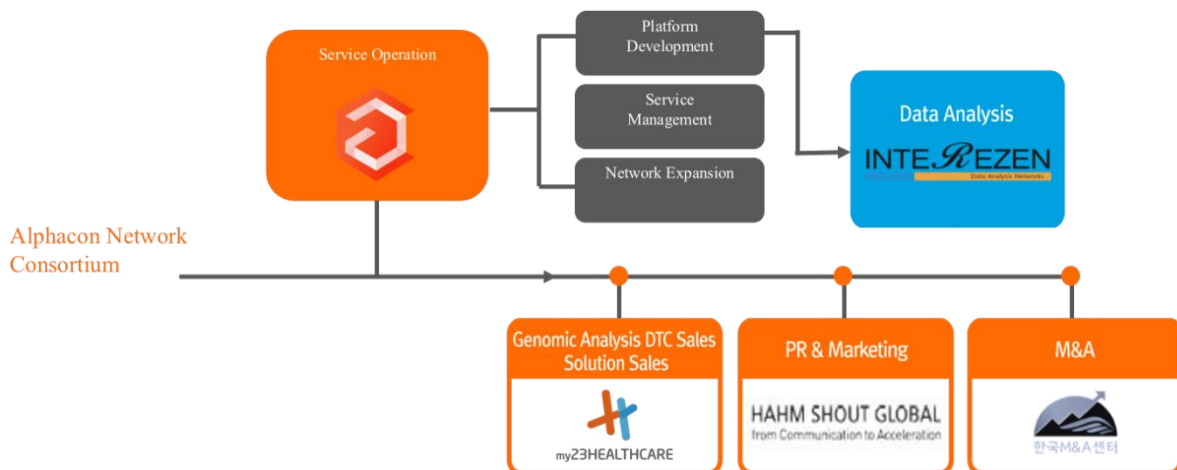 Service Operation
Platform
Development
Service
Management
Network Expansion
Data Analysis
INTEREZEN
Data Analysis Networks
Alphacon Network
Consortium
Genomic Analysis DTC Sales
Solution Sales
my23HEALTHCARE
PR & Marketing
HAHM SHOUT GLOBAL
from Communication to Acceleration
M&A
한국M&A센터